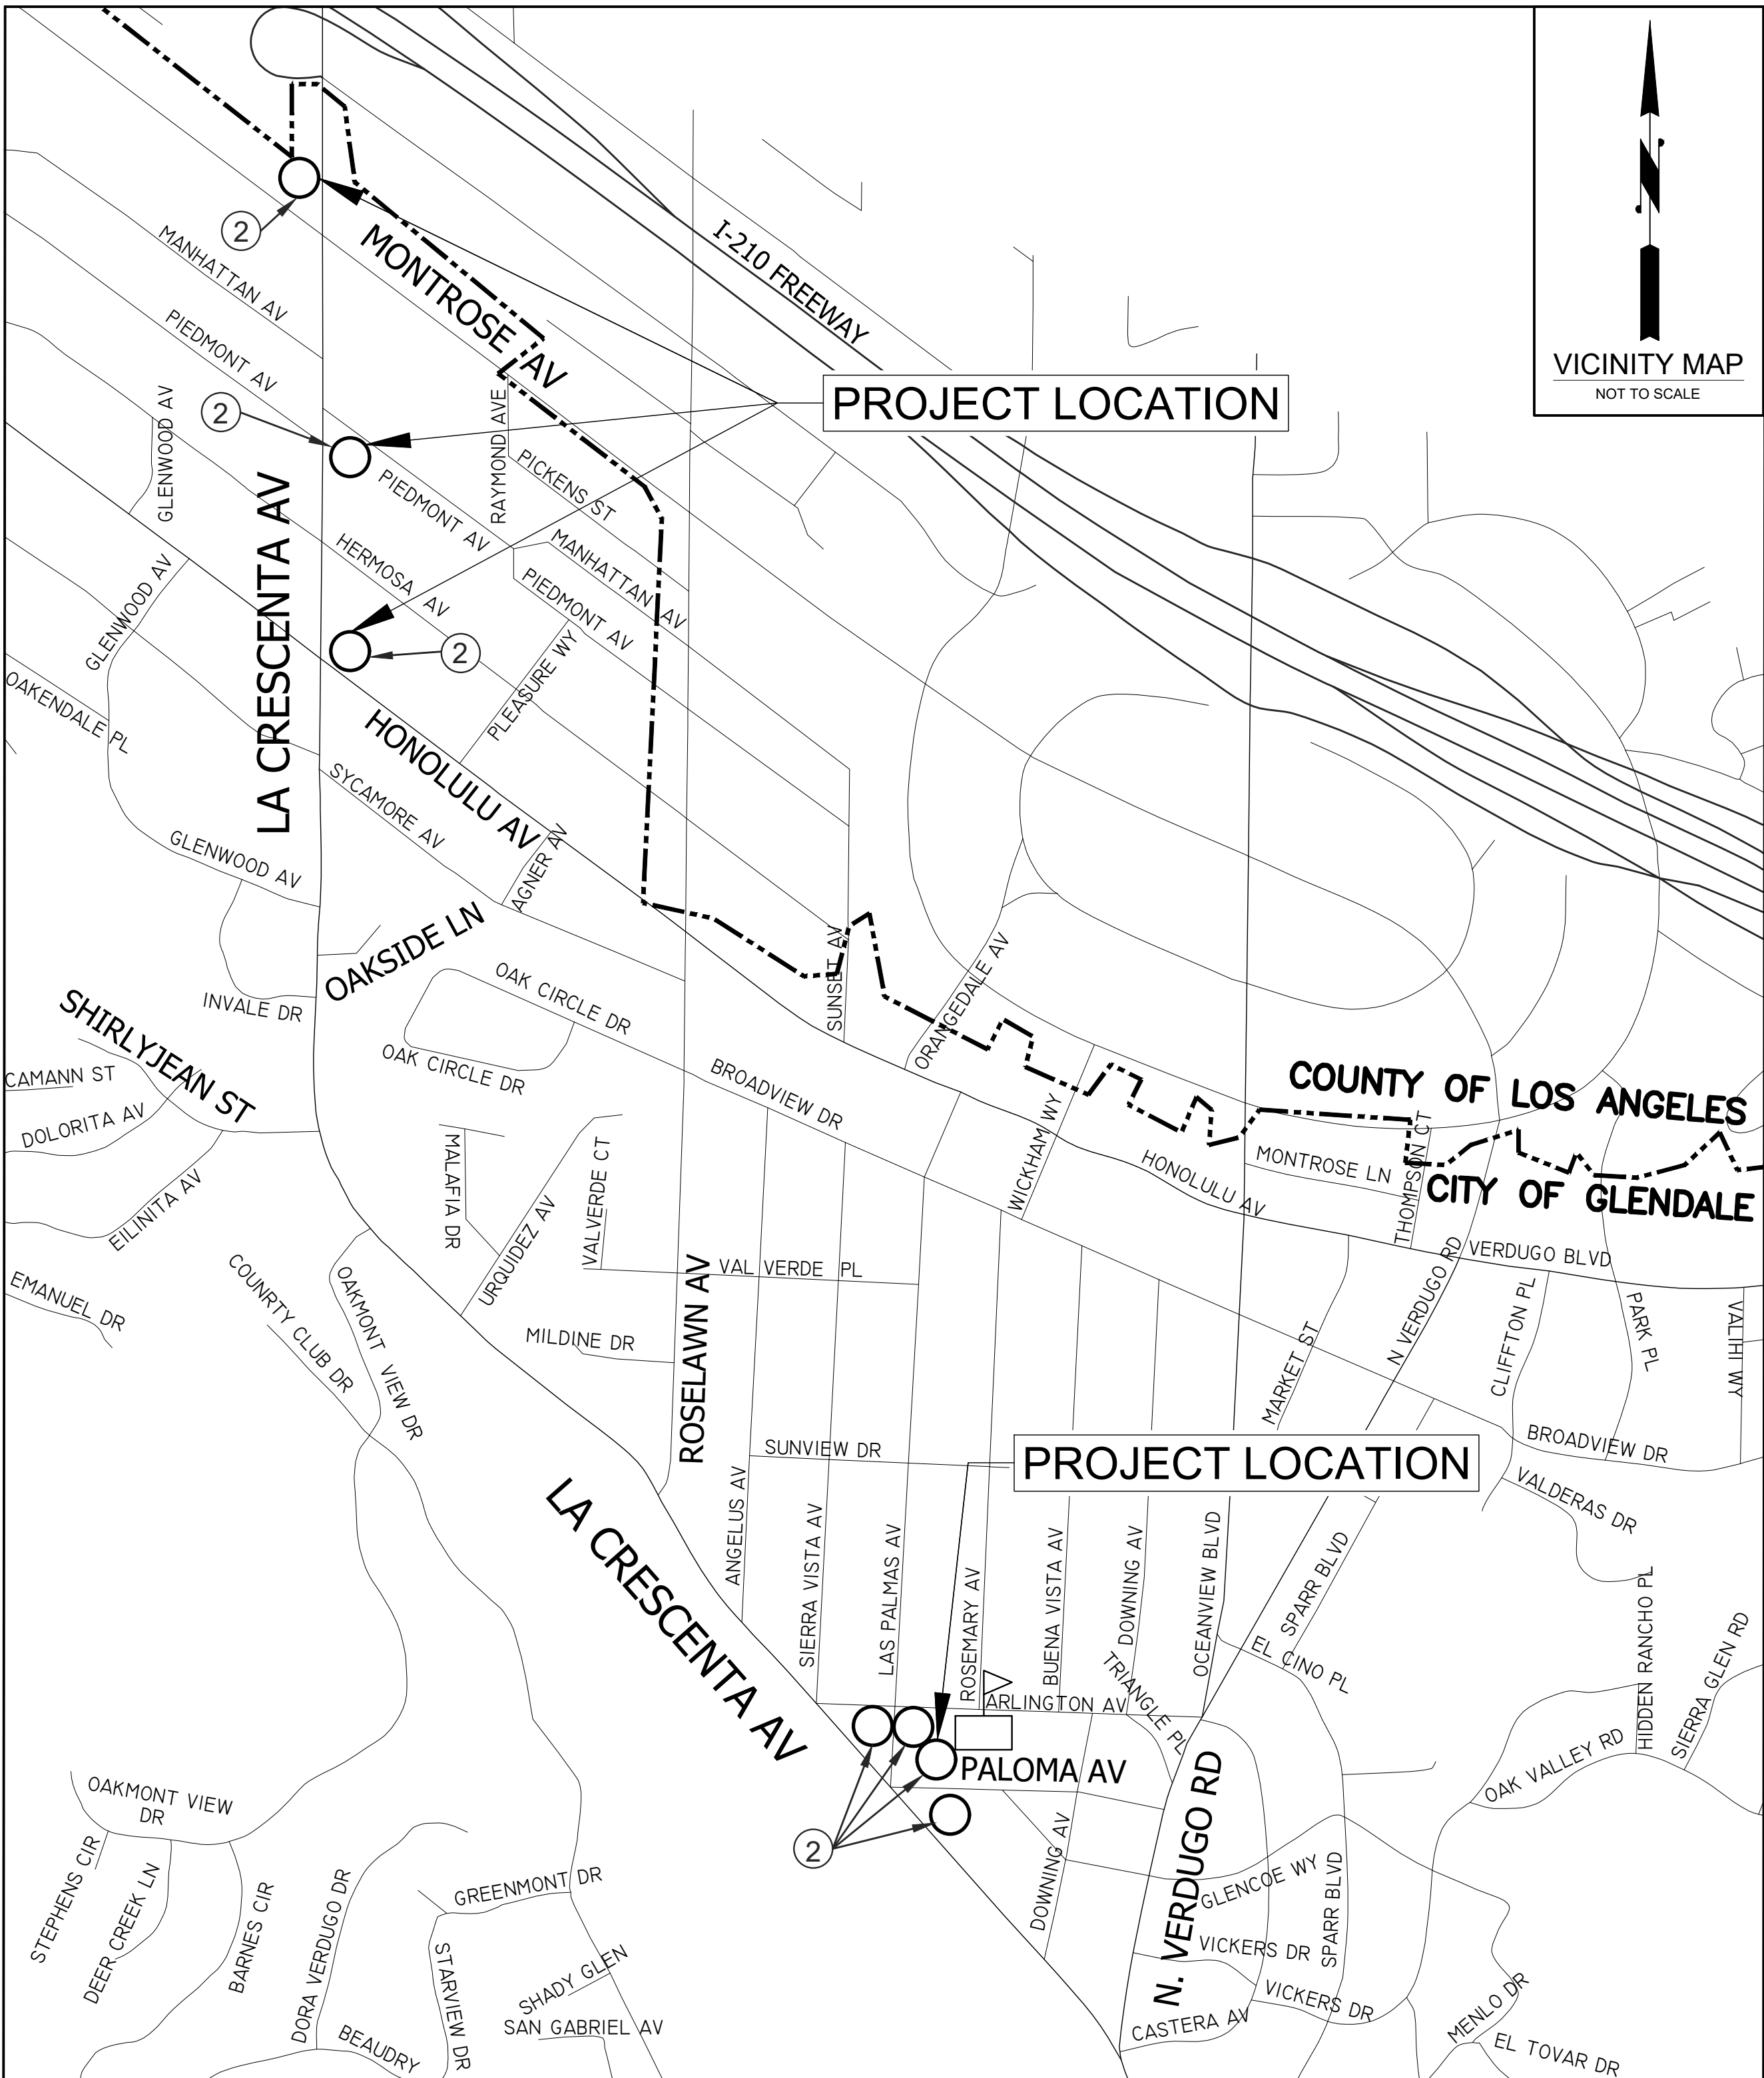 VICINITY MAP
NOT TO SCALE
I-210 FREEWAY
2
MONTROSE AV
MANHATTAN AV
PIEDMONT AV
PROJECT LOCATION
GLENWOOD AV
2
RAYMOND AVE
PICKENS ST
PIEDMONT AV
LA CRESCENTA AV
HERMOSA AV
MANHATTAN AV
PIEDMONT AV
GLENWOOD AV
2
PLEASURE WY
OAKENDALE PL
HONOLULU AV
SYCAMORE AV
GLENWOOD AV
AGNER AV
OAKSIDE LN
OAK CIRCLE DR
SUNSET AV
ORANGEDALE AV
INVALE DR
SHIRLYJEAN ST
OAK CIRCLE DR
CAMANN ST
DOLORITA AV
BROADVIEW DR
COUNTY OF LOS ANGELES
WICKHAM WY
MONTROSE LN
THOMPSON CT
HONOLULU AV
CITY OF GLENDALE
MALAFIA DR
VALVERDE CT
URQUIDEZ AV
EILINITA AV
VERDUGO BLVD
VAL VERDE PL
EMANUEL DR
COUNRTY CLUB DR
OAKMONT VIEW DR
ROSELAWN AV
MILDINE DR
N VERDUGO RD
MARKET ST
CLIFFTON PL
PARK PL
VALIHI WY
SUNVIEW DR
PROJECT LOCATION
BROADVIEW DR
VALDERAS DR
LA CRESCENTA AV
ANGELUS AV
SIERRA VISTA AV
LAS PALMAS AV
ROSEMARY AV
BUENA VISTA AV
DOWNING AV
OCEANVIEW BLVD
EL SPARR BLVD
EL CINO PL
HIDDEN RANCHO PL
SIERRA GLEN RD
TRIANGLE PL
ARLINGTON AV
PALOMA AV
OAK VALLEY RD
OAKMONT VIEW
DR
2
N. VERDUGO RD
DOWNING AV
GLENCOE WY
SPARR BLVD
STEPHENS CIR
DEER CREEK LN
BARNES CIR
DORA VERDUGO DR
GREENMONT DR
STARVIEW DR
SHADY GLEN
SAN GABRIEL AV
BEAUDRY
VICKERS DR
VICKERS DR
CASTERA AV
MENLO DR
EL TOVAR DR